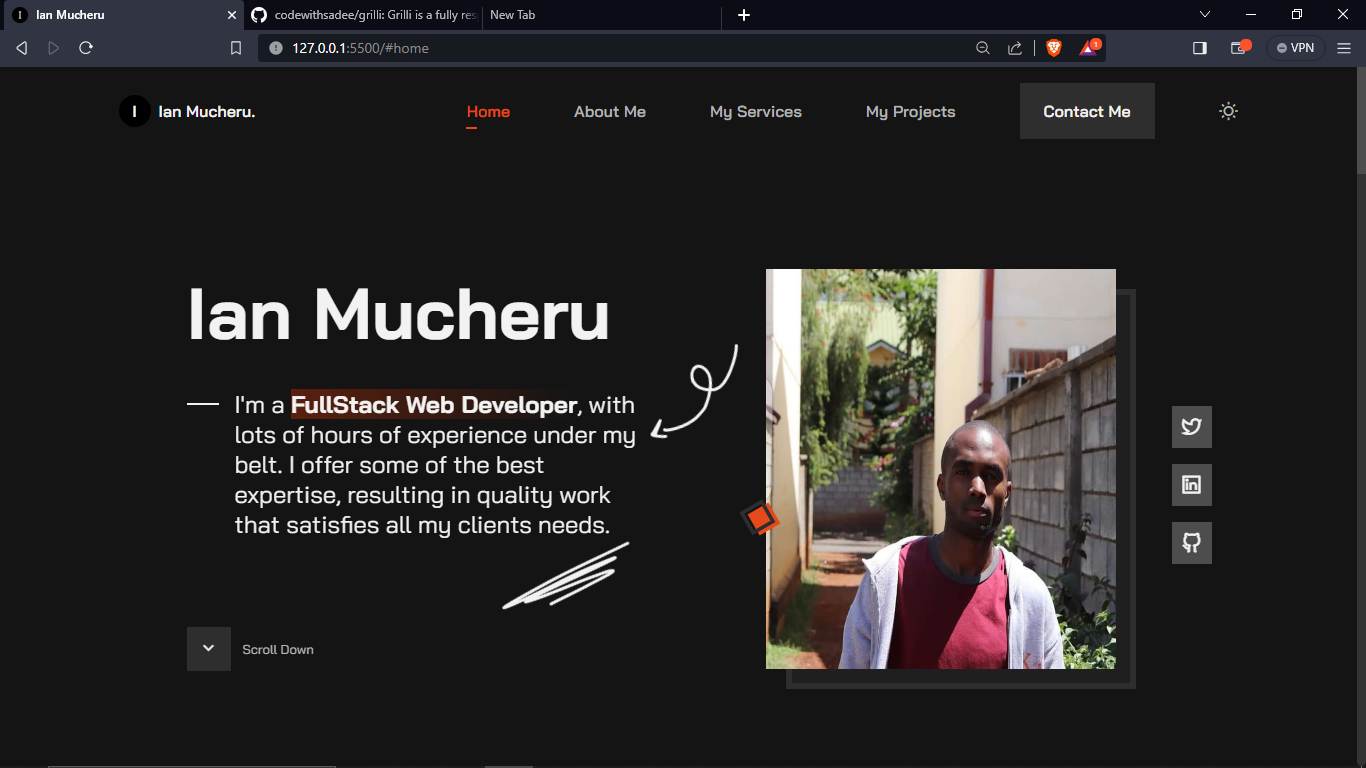 Ian Mucheru
codewithsadee/grilli: Grilli is a fully res
New Tab
127.0.0.1:5500/#home
1
VPN
I
Ian Mucheru.
Home
About Me
My Services
My Projects
Contact Me
Ian Mucheru
I'm a FullStack Web Developer, with
lots of hours of experience under my
belt. I offer some of the best
expertise, resulting in quality work
that satisfies all my clients needs.
Scroll Down